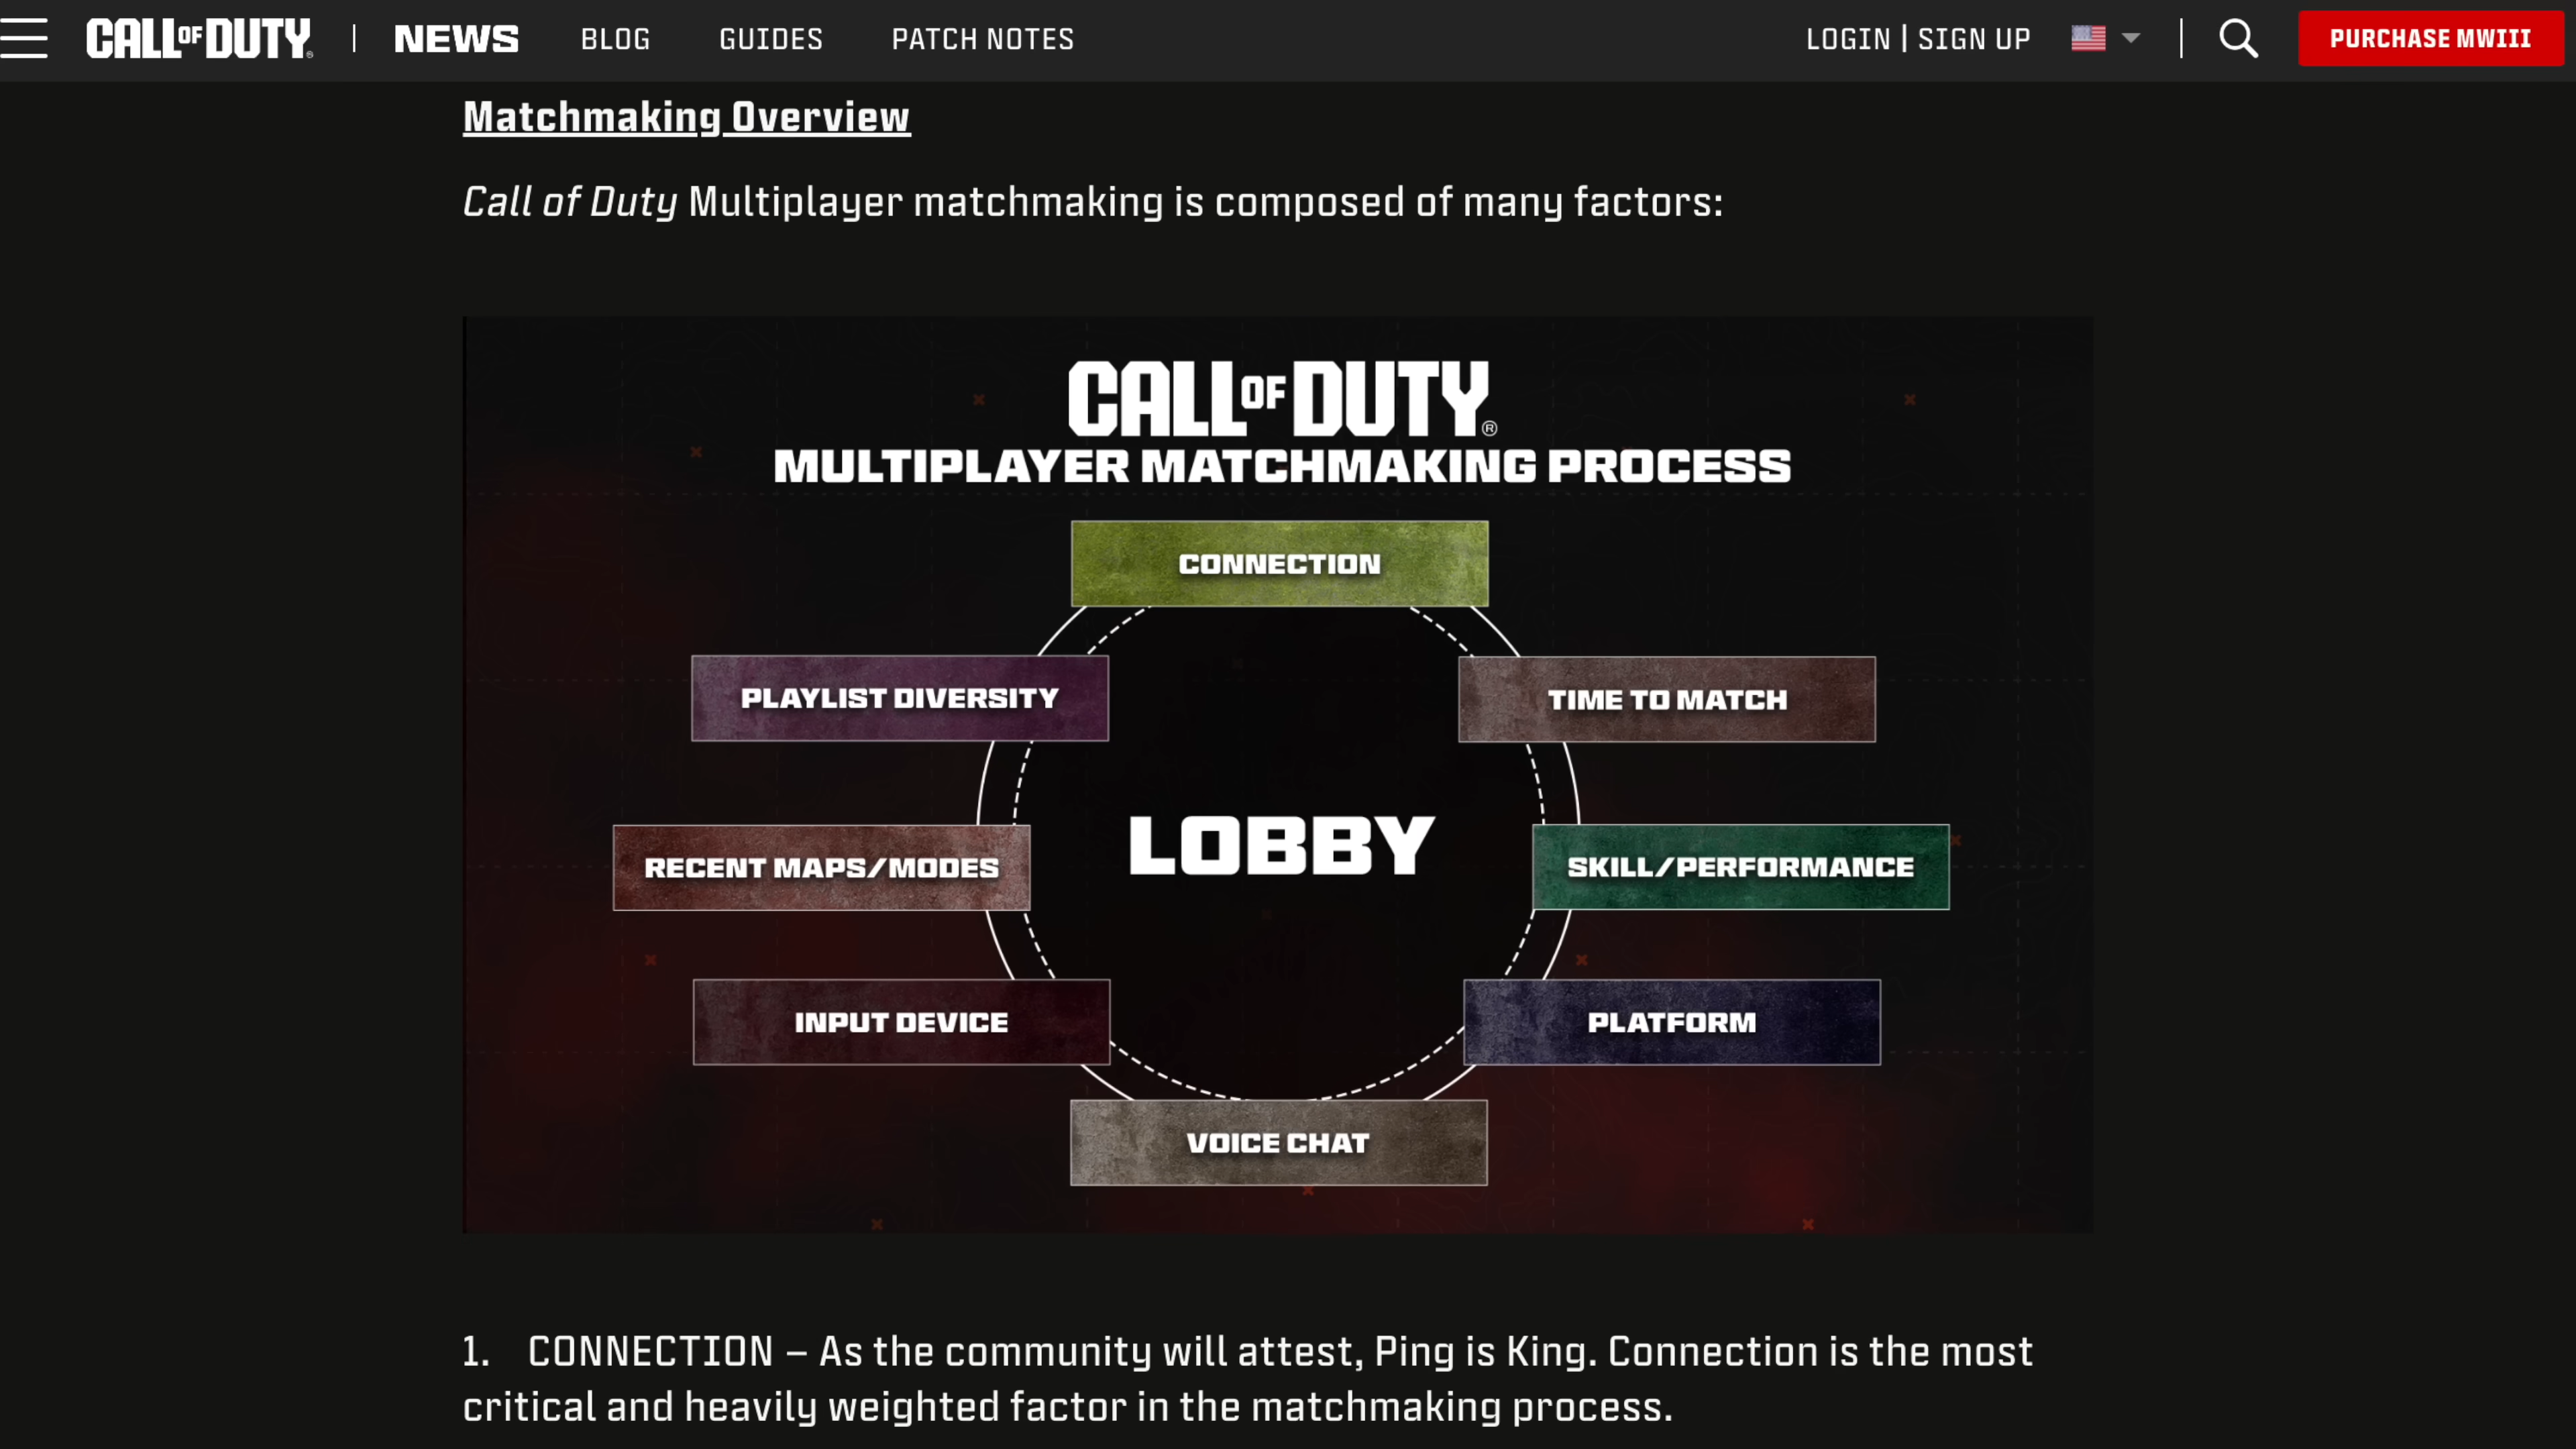 CALL OF DUTY® | NEWS BLOG GUIDES PATCH NOTES LOGIN | SIGN UP PURCHASE MWIII
Matchmaking Overview
Call of Duty Multiplayer matchmaking is composed of many factors:
CALL OF DUTY®
MULTIPLAYER MATCHMAKING PROCESS
CONNECTION
PLAYLIST DIVERSITY
TIME TO MATCH
LOBBY
RECENT MAPS/MODES
SKILL/PERFORMANCE
INPUT DEVICE
PLATFORM
VOICE CHAT
1. CONNECTION – As the community will attest, Ping is King. Connection is the most
critical and heavily weighted factor in the matchmaking process.